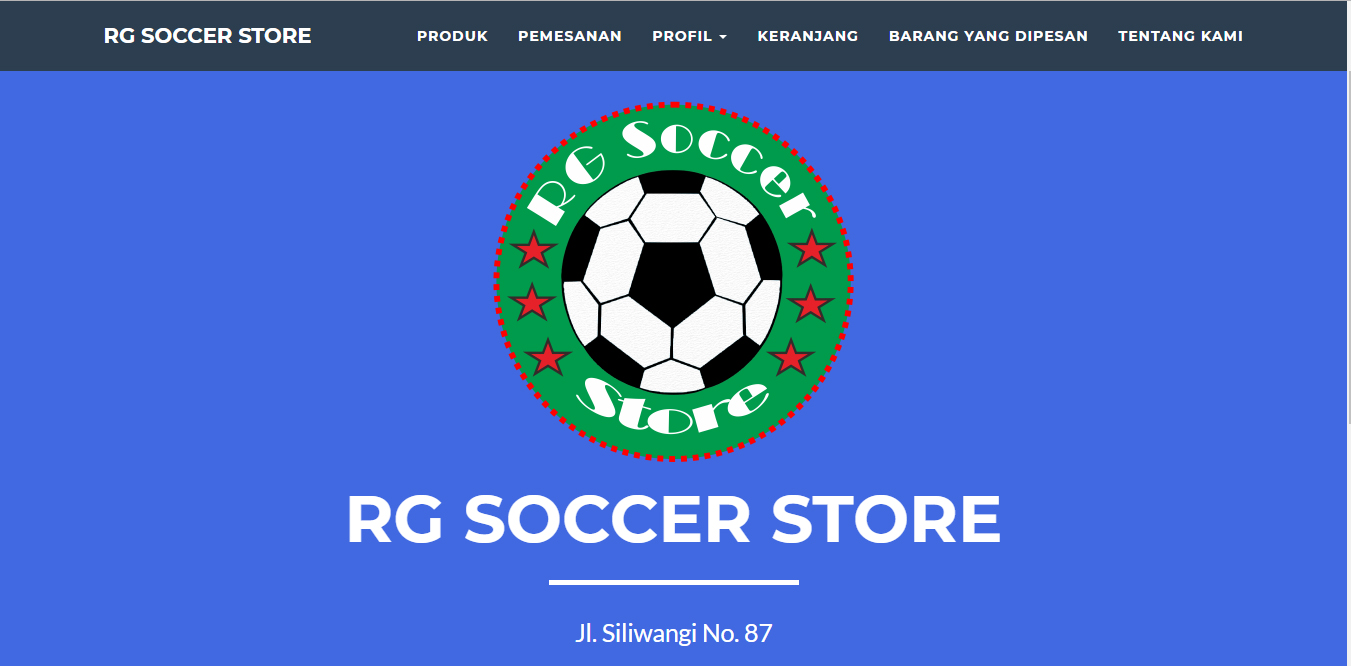 RG SOCCER STORE PRODUK PEMESANAN PROFIL KERANJANG BARANG YANG DIPESAN TENTANG KAMI
RG Soccer
Store
RG SOCCER STORE
Jl. Siliwangi No. 87